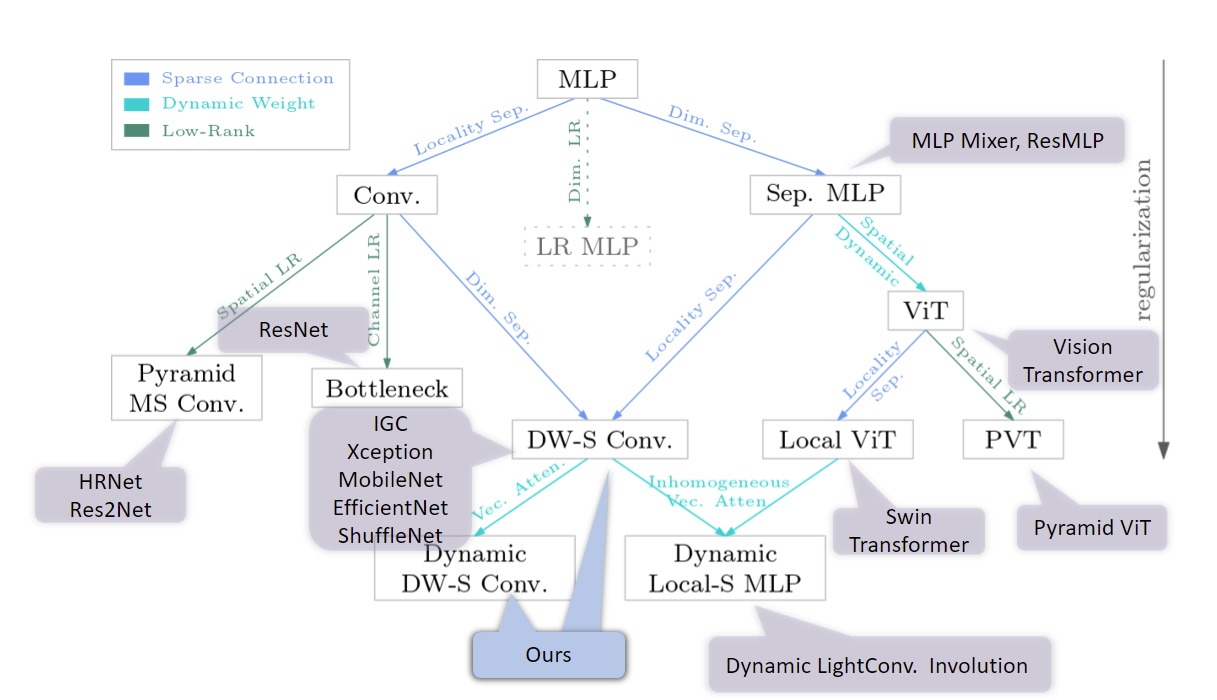 Sparse Connection
Dynamic Weight
Low-Rank
MLP
Locality Sep.
Dim. LR
Dim. Sep.
MLP Mixer, ResMLP
Conv.
LR MLP
Sep. MLP
regularization
Spatial LR
Channel LR
Dim. Sep.
Locality Sep.
Spatial
Dynamic
ResNet
ViT
Vision
Transformer
Pyramid
MS Conv.
Bottleneck
Locality
Sep.
Spatial LR
IGC
Xception
MobileNet
EfficientNet
ShuffleNet
DW-S Conv.
Local ViT
PVT
HRNet
Res2Net
Vec. Atten.
Inhomogeneous
Vec. Atten
Swin
Transformer
Pyramid ViT
Dynamic
DW-S Conv.
Dynamic
Local-S MLP
Ours
Dynamic LightConv. Involution